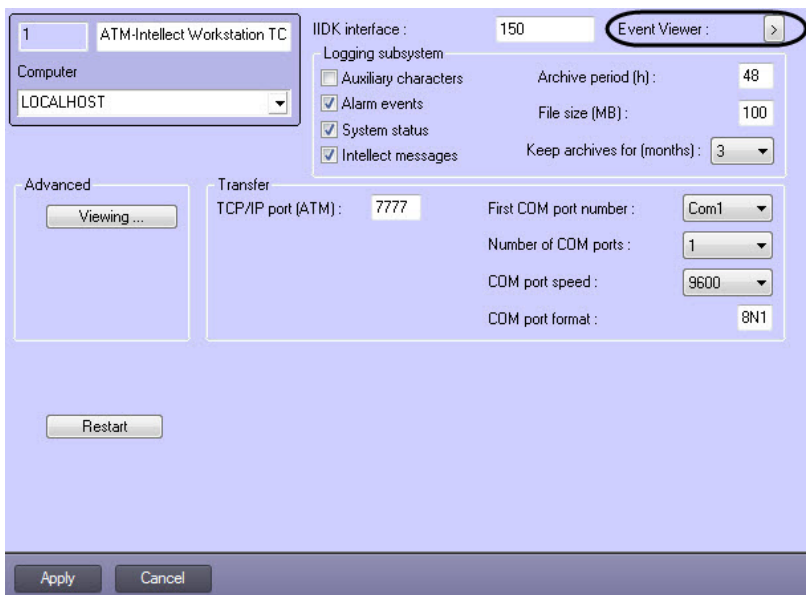 1
ATM-Intellect Workstation TC
Computer
LOCALHOST
IIDK interface :
150
Event Viewer :
>
Logging subsystem
Auxiliary characters
Alarm events
System status
Intellect messages
Archive period (h) :
48
File size (MB) :
100
Keep archives for (months) :
3
Advanced
Viewing ...
Transfer
TCP/IP port (ATM) :
7777
First COM port number :
Com1
Number of COM ports :
1
COM port speed :
9600
COM port format :
8N1
Restart
Apply
Cancel